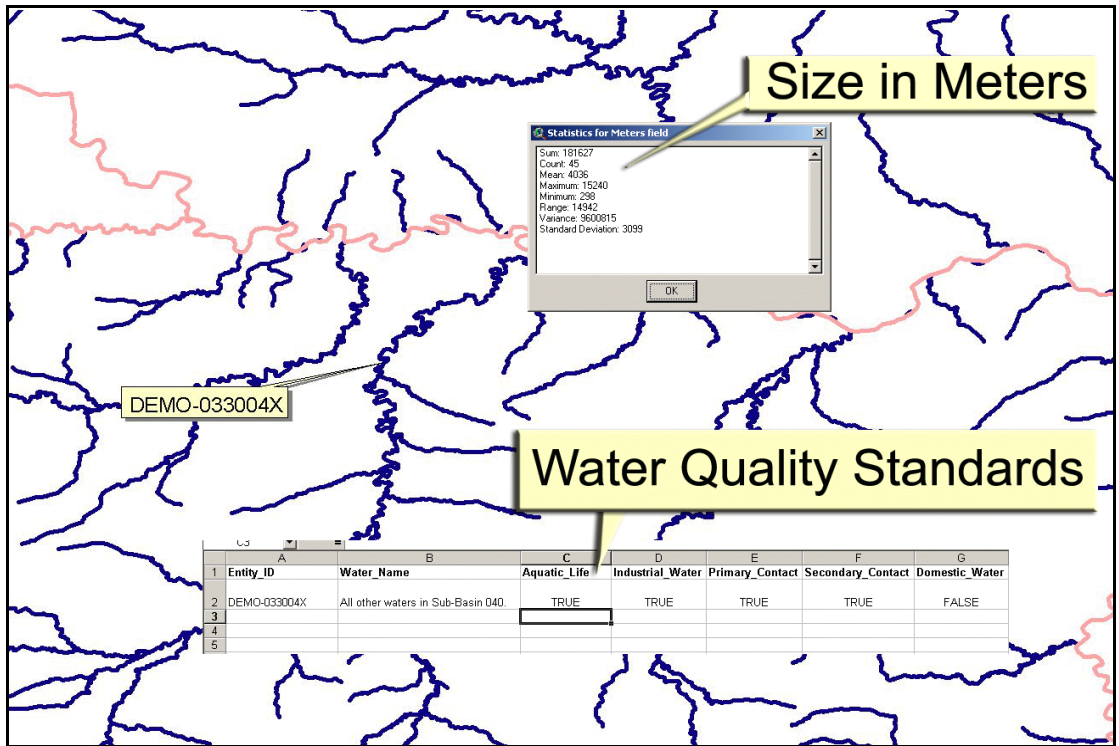 Size in Meters
Statistics for Meters field
Sum: 181627
Count: 45
Mean: 4036
Maximum: 15240
Minimum: 298
Range: 14942
Variance: 9600815
Standard Deviation: 3099
OK
DEMO-033004X
Water Quality Standards
C3 =
A B C D E F G
1 Entity_ID Water_Name Aquatic_Life Industrial_Water Primary_Contact Secondary_Contact Domestic_Water
2 DEMO-033004X All other waters in Sub-Basin 040. TRUE TRUE TRUE TRUE FALSE
3
4
5